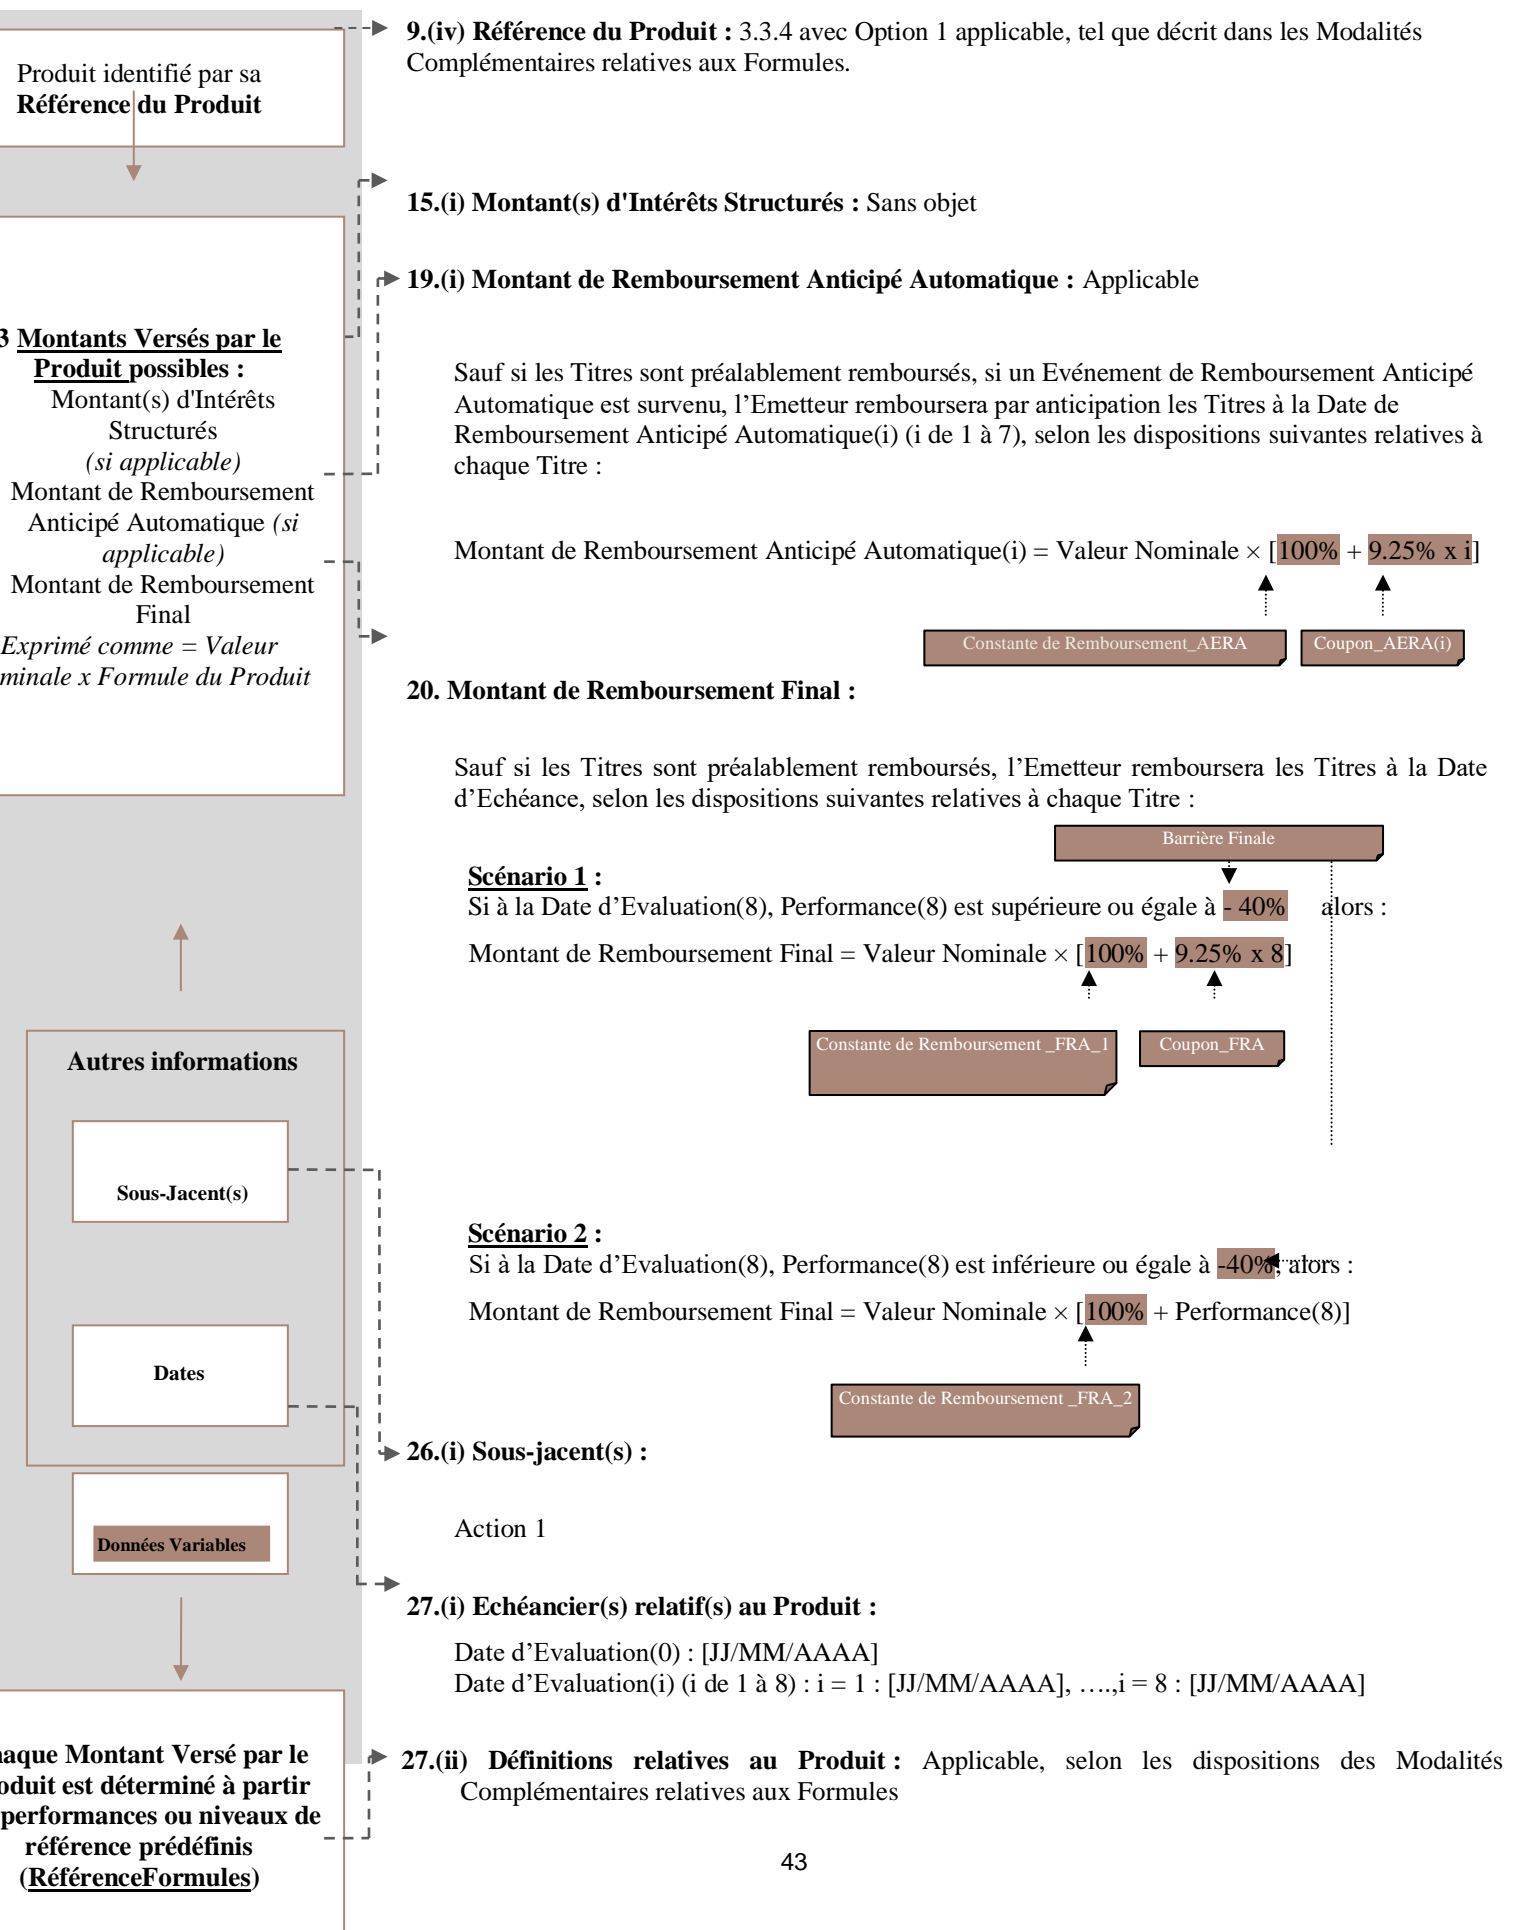 Produit identifié par sa
Référence du Produit
9.(iv) Référence du Produit : 3.3.4 avec Option 1 applicable, tel que décrit dans les Modalités
Complémentaires relatives aux Formules.
15.(i) Montant(s) d'Intérêts Structurés : Sans objet
19.(i) Montant de Remboursement Anticipé Automatique : Applicable
3 Montants Versés par le
Produit possibles :
Montant(s) d'Intérêts
Structurés
(si applicable)
Montant de Remboursement
Anticipé Automatique (si
applicable)
Montant de Remboursement
Final
Exprimé comme = Valeur
minale x Formule du Produit
Sauf si les Titres sont préalablement remboursés, si un Evénement de Remboursement Anticipé
Automatique est survenu, l’Emetteur remboursera par anticipation les Titres à la Date de
Remboursement Anticipé Automatique(i) (i de 1 à 7), selon les dispositions suivantes relatives à
chaque Titre :
Montant de Remboursement Anticipé Automatique(i) = Valeur Nominale × [100% + 9.25% x i]
Constante de Remboursement_AERA
Coupon_AERA(i)
20. Montant de Remboursement Final :
Sauf si les Titres sont préalablement remboursés, l’Emetteur remboursera les Titres à la Date
d’Echéance, selon les dispositions suivantes relatives à chaque Titre :
Barrière Finale
Scénario 1 :
Si à la Date d’Evaluation(8), Performance(8) est supérieure ou égale à - 40% alors :
Montant de Remboursement Final = Valeur Nominale × [100% + 9.25% x 8]
Constante de Remboursement _FRA_1
Coupon_FRA
Autres informations
Sous-Jacent(s)
Dates
Données Variables
Scénario 2 :
Si à la Date d’Evaluation(8), Performance(8) est inférieure ou égale à -40%, alors :
Montant de Remboursement Final = Valeur Nominale × [100% + Performance(8)]
Constante de Remboursement _FRA_2
26.(i) Sous-jacent(s) :
Action 1
27.(i) Echéancier(s) relatif(s) au Produit :
Date d’Evaluation(0) : [JJ/MM/AAAA]
Date d’Evaluation(i) (i de 1 à 8) : i = 1 : [JJ/MM/AAAA], ….,i = 8 : [JJ/MM/AAAA]
27.(ii) Définitions relatives au Produit : Applicable, selon les dispositions des Modalités
Complémentaires relatives aux Formules
haque Montant Versé par le
oduit est déterminé à partir
performances ou niveaux de
référence prédéfinis
(RéférenceFormules)
43